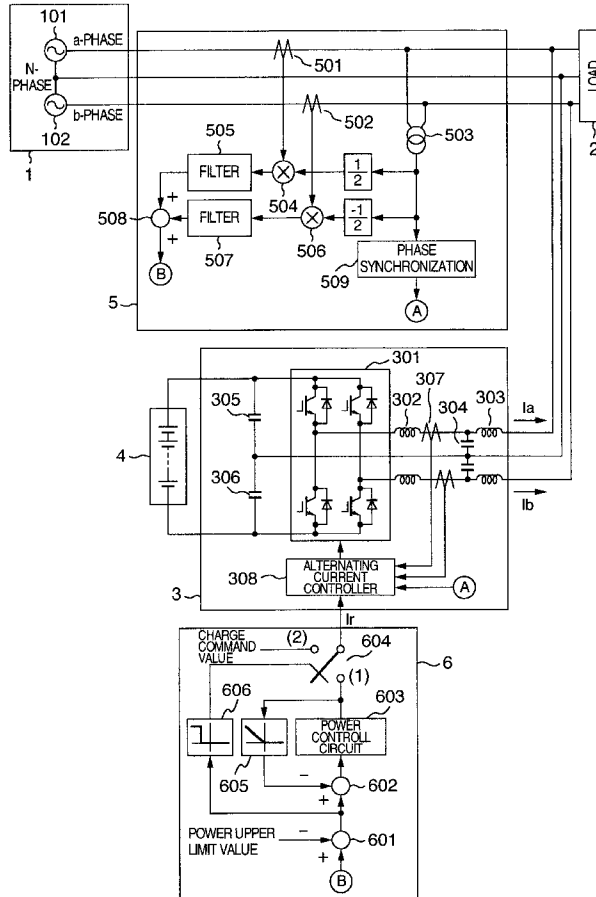 101
a-PHASE
N-
PHASE
b-PHASE
102
1
501
502
503
LOAD
2
505
FILTER
504
1
2
508
+
+
FILTER
507
506
-1
2
B
PHASE
SYNCHRONIZATION
509
A
5
301
302
307
304
303
Ia
Ib
305
306
4
308
ALTERNATING
CURRENT
CONTROLLER
A
3
Ir
CHARGE
COMMAND
VALUE
(2)
604
(1)
6
606
605
603
POWER
CONTROLL
CIRCUIT
−
+
602
POWER UPPER
LIMIT VALUE
−
+
601
B